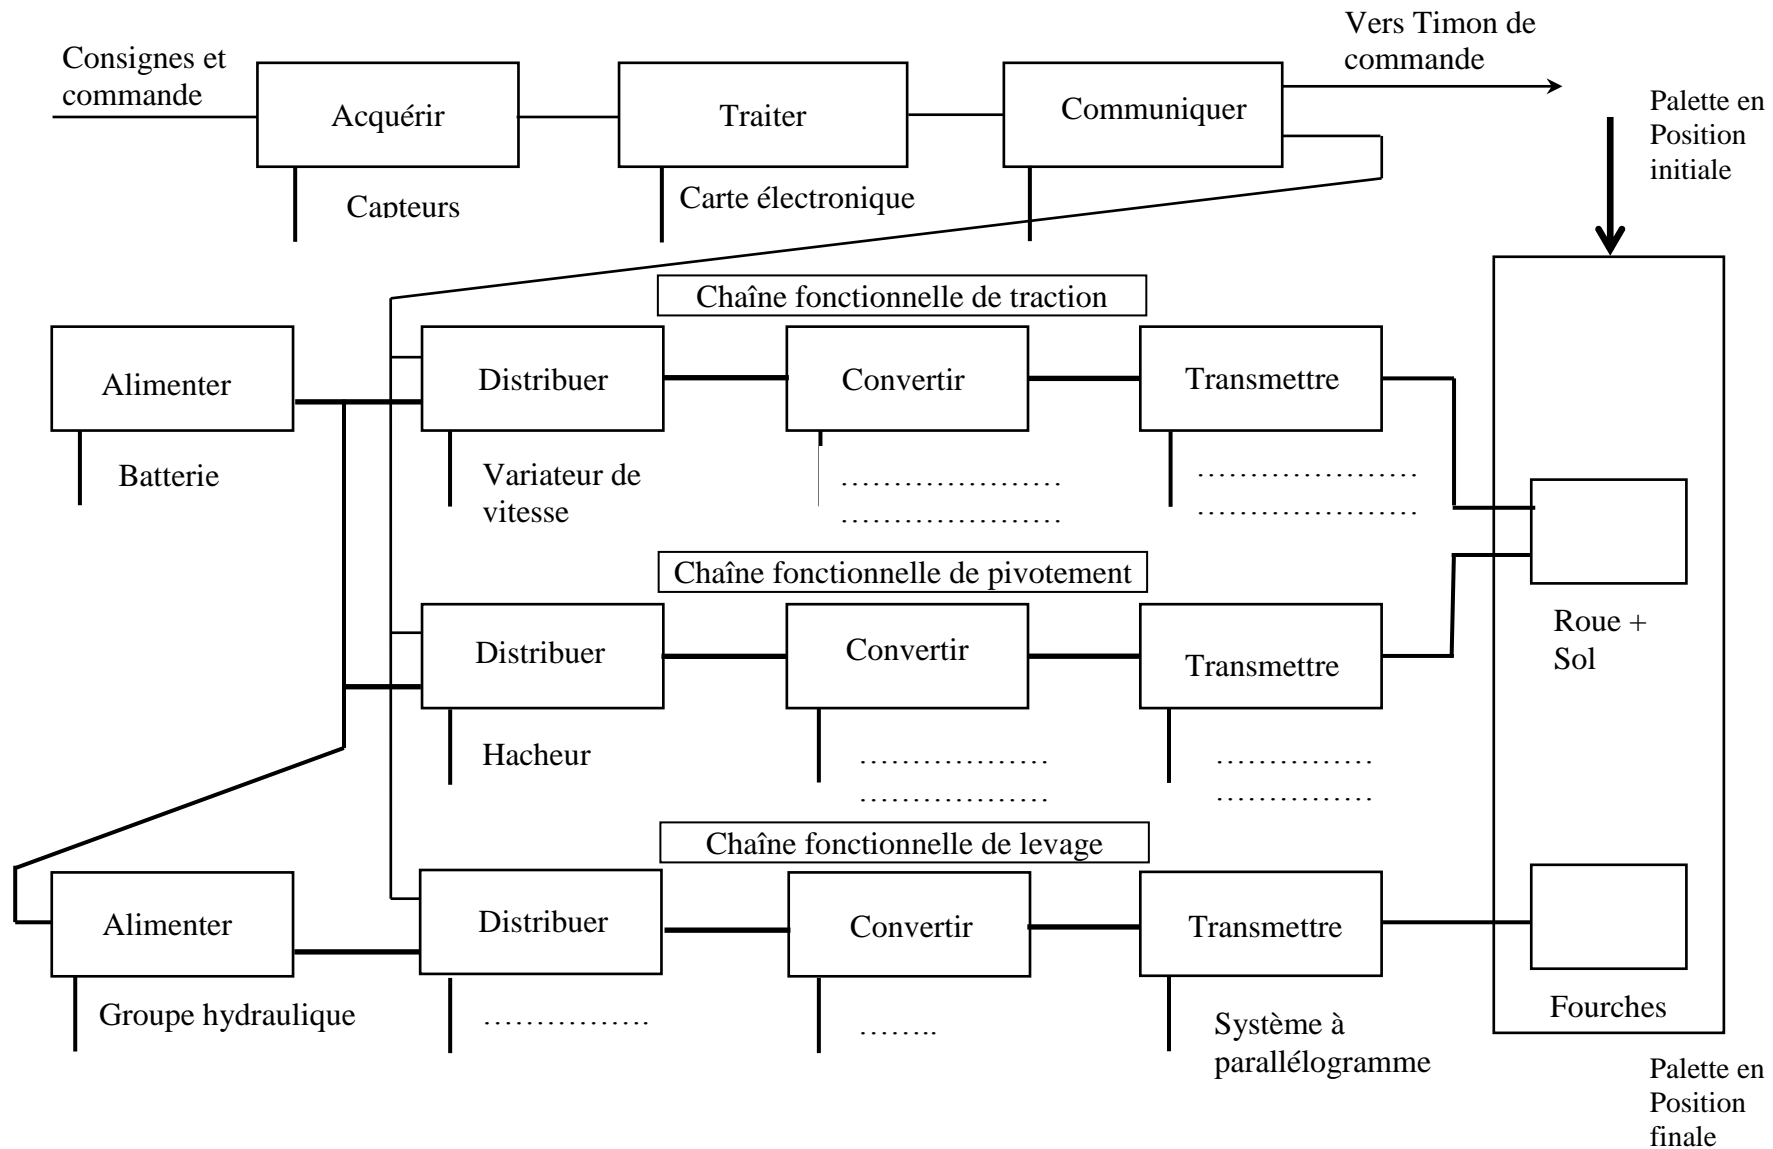 Consignes et
commande
Acquérir
Traiter
Communiquer
Vers Timon de
commande
Palette en
Position
initiale
Capteurs
Carte électronique
Chaîne fonctionnelle de traction
Alimenter
Distribuer
Convertir
Transmettre
Batterie
Variateur de
vitesse
…………………
…………………
…………………
…………………
Chaîne fonctionnelle de pivotement
Distribuer
Convertir
Transmettre
Roue +
Sol
Hacheur
………………
………………
……………
……………
Chaîne fonctionnelle de levage
Alimenter
Distribuer
Convertir
Transmettre
Groupe hydraulique
…………….
……..
Système à
parallélogramme
Fourches
Palette en
Position
finale